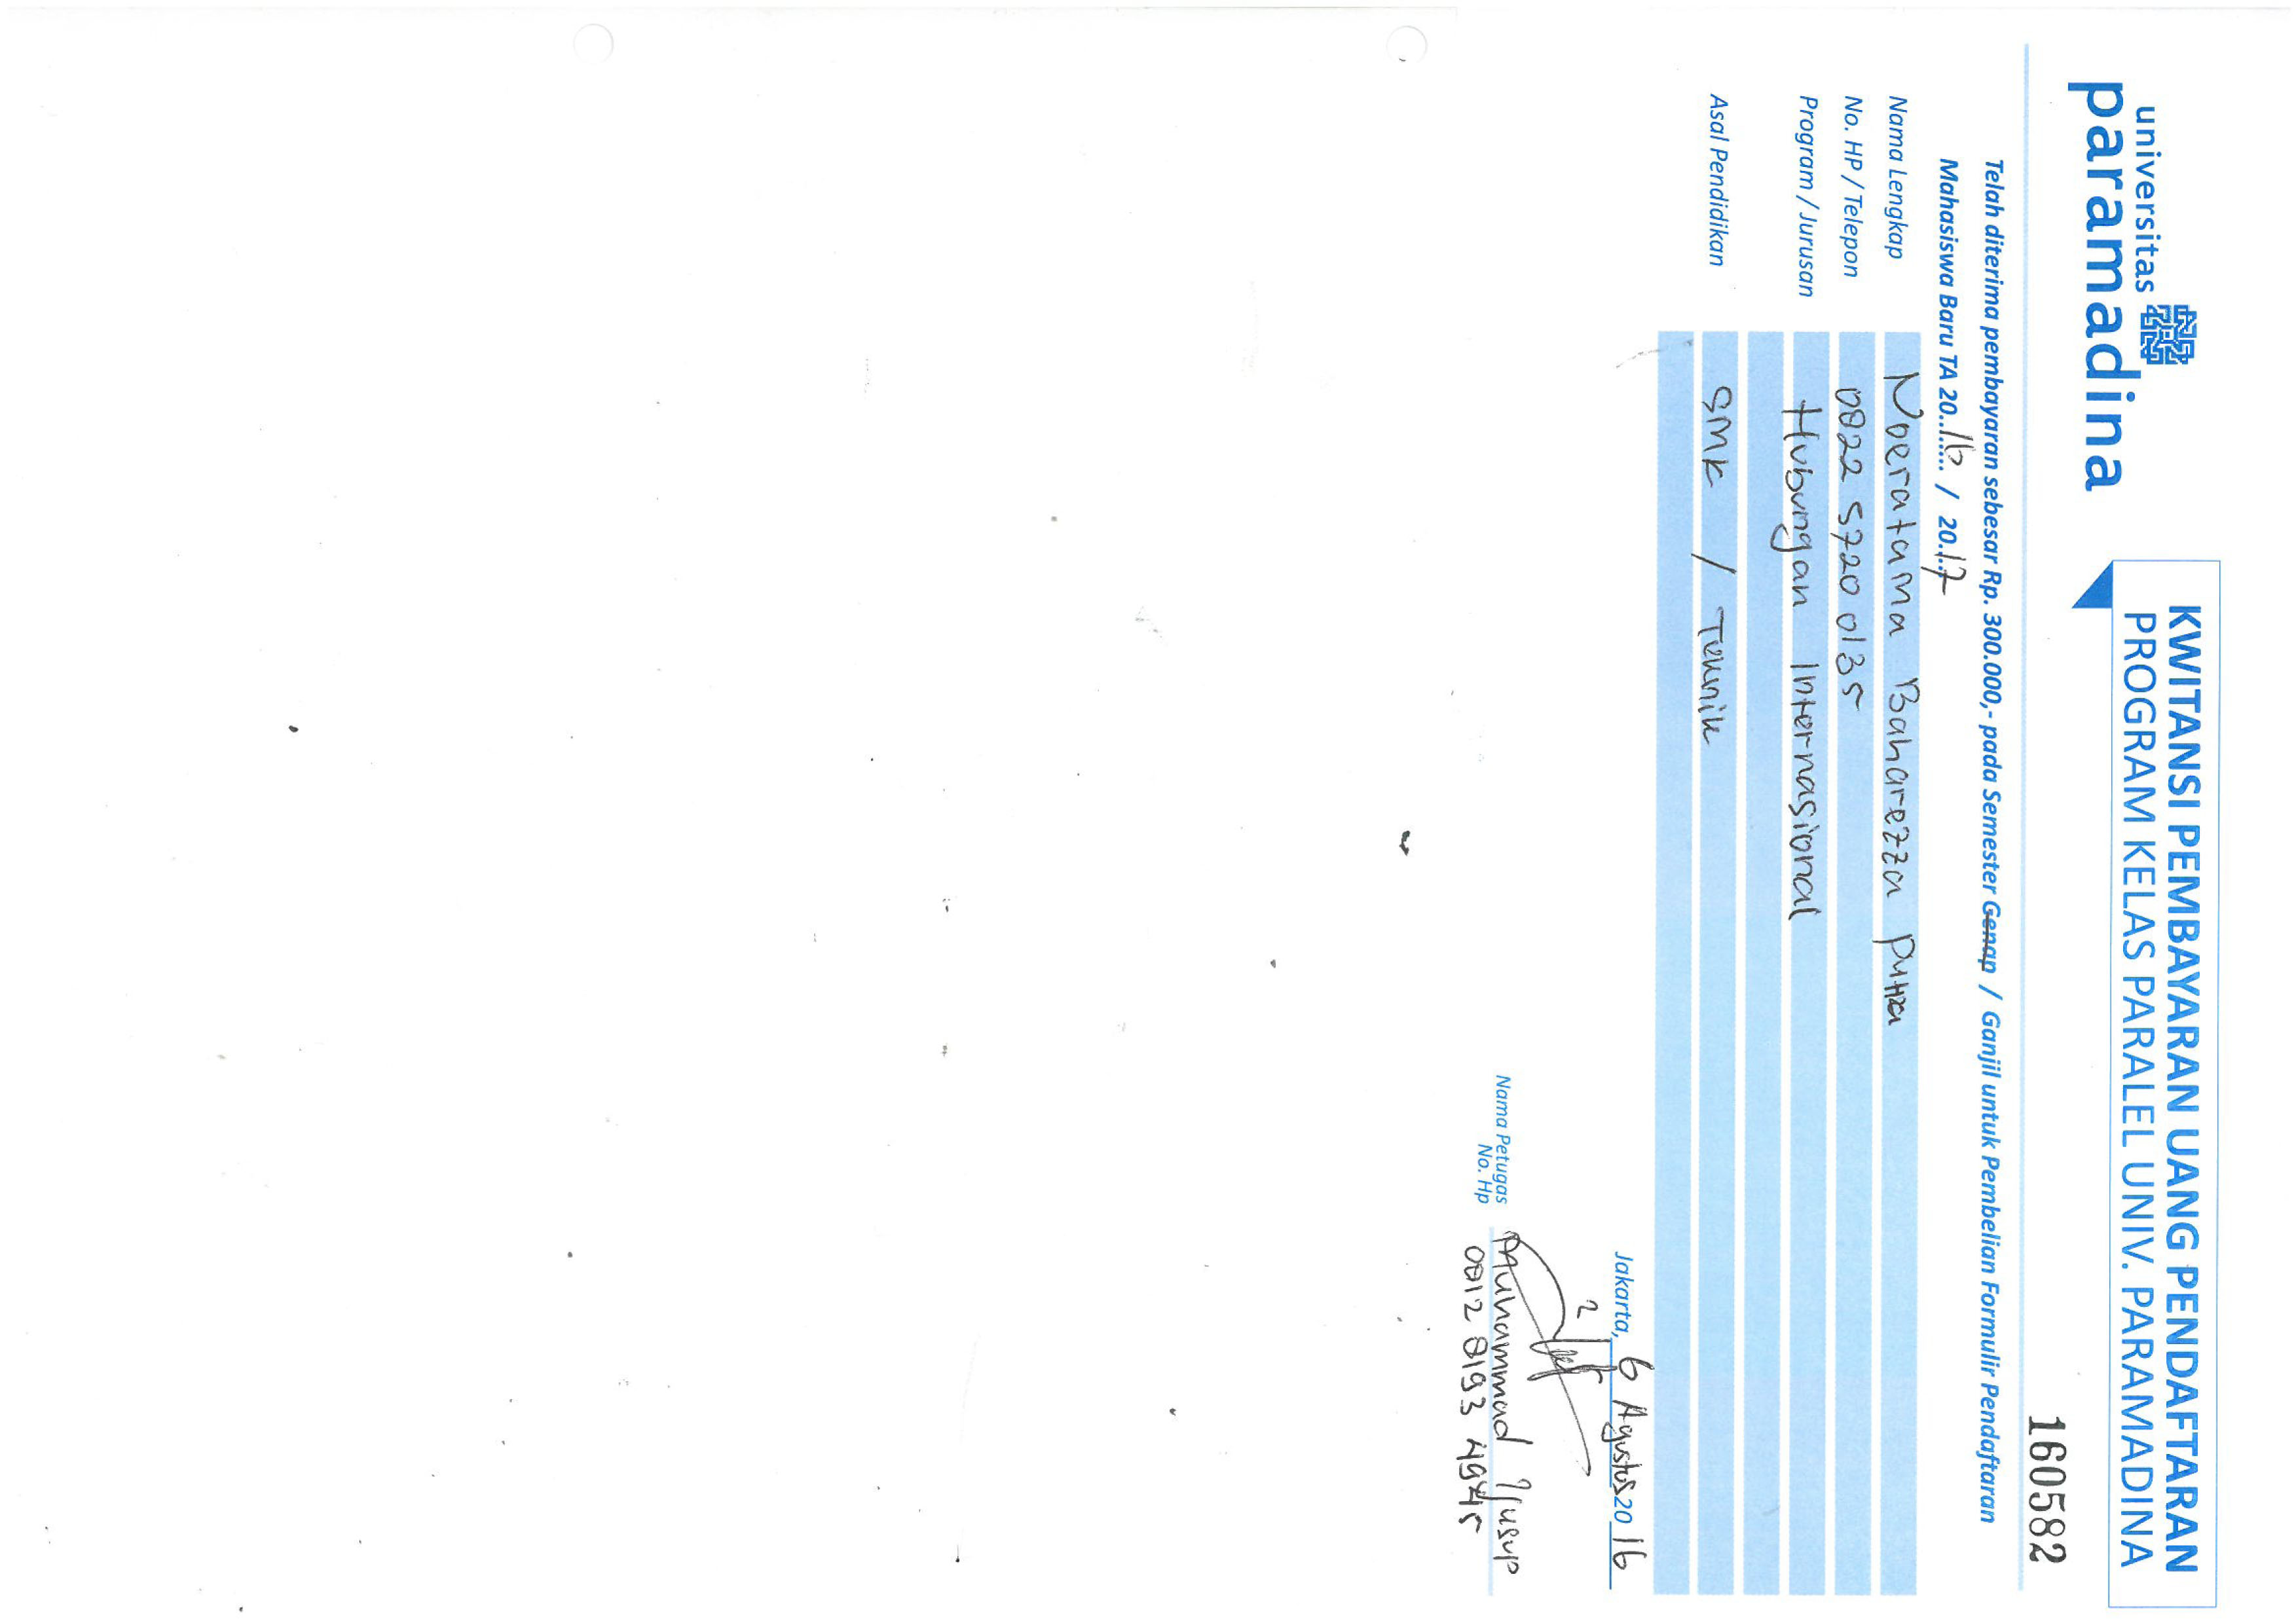 universitas
paramadina
KWITANSI PEMBAYARAN UANG PENDAFTARAN
PROGRAM KELAS PARALEL UNIV. PARAMADINA
160582
Telah diterima pembayaran sebesar Rp. 300.000,- pada Semester Genap / Ganjil untuk Pembelian Formulir Pendaftaran
Mahasiswa Baru TA 20..16.... / 20..17
Nama Lengkap Noeratama Baharezza Putra
No. HP / Telepon 0822 5720 0135
Program / Jurusan Hubungan Internasional
Asal Pendidikan SMK / Teknik
Jakarta, 6 Agustus 20 16
Nama Petugas Muhammad Yusup
No. Hp 0812 8193 4945